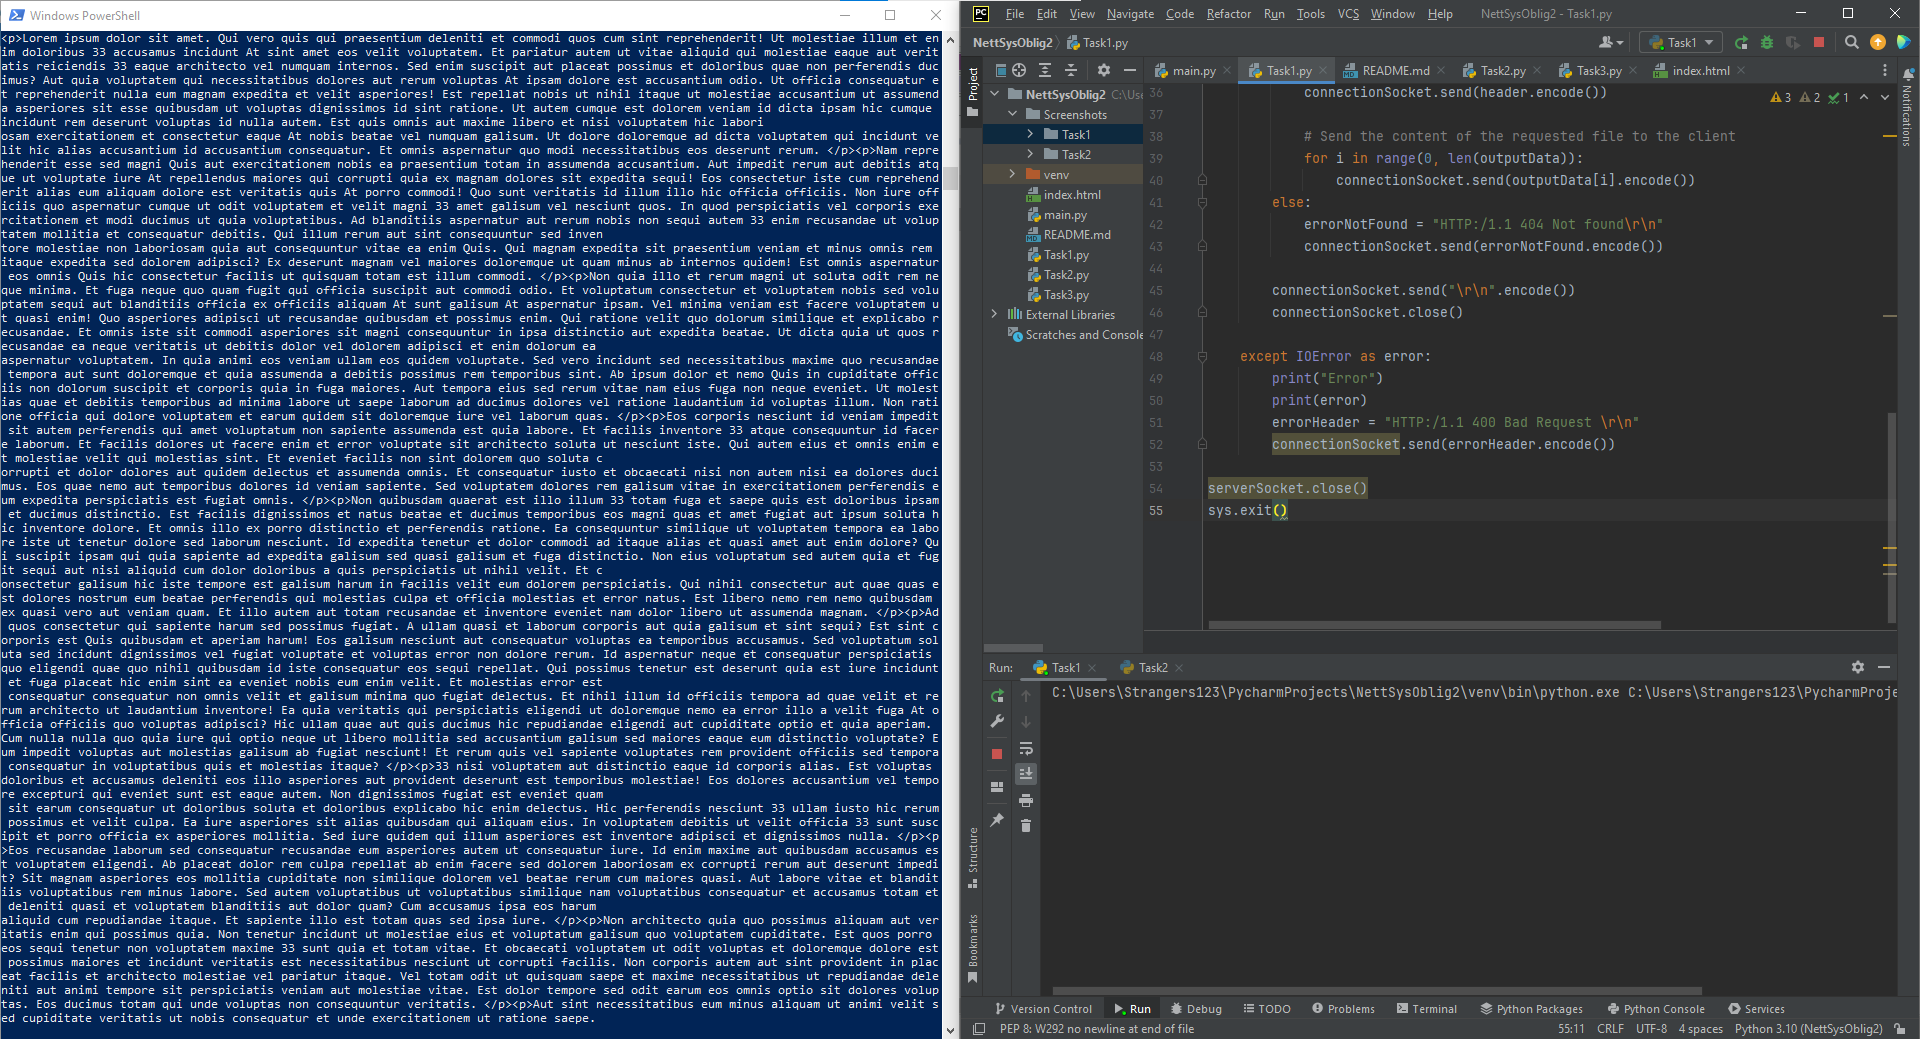 Windows PowerShell
<p>Lorem ipsum dolor sit amet. Qui vero quis qui praesentium deleniti et commodi quos cum sint reprehenderit! Ut molestiae illum et en
im doloribus 33 accusamus incidunt At sint amet eos velit voluptatem. Et pariatur autem ut vitae aliquid qui molestiae eaque aut verit
atis reiciendis 33 eaque architecto vel numquam internos. Sed enim suscipit aut placeat possimus et doloribus quae non perferendis duc
imus? Aut quia voluptatem qui necessitatibus dolores aut rerum voluptas At ipsam dolor est accusantium odio. Ut officia consequatur e
t reprehenderit nulla eum magnam expedita et velit asperiores! Est repellat nobis ut nihil itaque ut molestiae accusantium ut assumend
a asperiores sit esse quibusdam ut voluptas dignissimos id sint ratione. Ut autem cumque est dolorem veniam id dicta ipsam hic cumque
incidunt rem deserunt voluptas id nulla autem. Est quis omnis aut maxime libero et nisi voluptatem hic labori
osam exercitationem et consectetur eaque At nobis beatae vel numquam galisum. Ut dolore doloremque ad dicta voluptatem qui incidunt ve
lit hic alias accusantium id accusantium consequatur. Et omnis aspernatur quo modi necessitatibus eos deserunt rerum. </p><p>Nam repre
henderit esse sed magni Quis aut exercitationem nobis ea praesentium totam in assumenda accusantium. Aut impedit rerum aut debitis atq
ue ut voluptate iure At repellendus maiores qui corrupti quia ex magnam dolores sit expedita sequi! Eos consectetur iste cum reprehend
erit alias eum aliquam dolore est veritatis quis At porro commodi! Quo sunt veritatis id illum illo hic officia officiis. Non iure off
iciis quo aspernatur cumque ut odit voluptatem et velit magni 33 amet galisum vel nesciunt quos. In quod perspiciatis vel corporis exe
rcitationem et modi ducimus ut quia voluptatibus. Ad blanditiis aspernatur aut rerum nobis non sequi autem 33 enim recusandae ut volup
tatem mollitia et consequatur debitis. Qui illum rerum aut sint consequuntur sed inven
tore molestiae non laboriosam quia aut consequuntur vitae ea enim Quis. Qui magnam expedita sit praesentium veniam et minus omnis rem
itaque expedita sed dolorem adipisci? Ex deserunt magnam vel maiores doloremque ut quam minus ab internos quidem! Est omnis aspernatur
eos omnis Quis hic consectetur facilis ut quisquam totam est illum commodi. </p><p>Non quia illo et rerum magni ut soluta odit rem ne
que minima. Et fuga neque quo quam fugit qui officia suscipit aut commodi odio. Et voluptatum consectetur et voluptatem nobis sed volu
ptatem sequi aut blanditiis officia ex officiis aliquam At sunt galisum At aspernatur ipsam. Vel minima veniam est facere voluptatem u
t quasi enim! Quo asperiores adipisci ut recusandae quibusdam et possimus enim. Qui ratione velit quo dolorum similique et explicabo r
ecusandae. Et omnis iste sit commodi asperiores sit magni consequuntur in ipsa distinctio aut expedita beatae. Ut dicta quia ut quos r
ecusandae ea neque veritatis ut debitis dolor vel dolorem adipisci et enim dolorum ea
aspernatur voluptatem. In quia animi eos veniam ullam eos quidem voluptate. Sed vero incidunt sed necessitatibus maxime quo recusandae
tempora aut sunt doloremque et quia assumenda a debitis possimus rem temporibus sint. Ab ipsum dolor et nemo Quis in cupiditate offic
iis non dolorum suscipit et corporis quia in fuga maiores. Aut tempora eius sed rerum vitae nam eius fuga non neque eveniet. Ut molest
ias quae et debitis temporibus ad minima labore ut saepe laborum ad ducimus dolores vel ratione laudantium id voluptas illum. Non rati
one officia qui dolore voluptatem et earum quidem sit doloremque iure vel laborum quas. </p><p>Eos corporis nesciunt id veniam impedit
sit autem perferendis qui amet voluptatum non sapiente assumenda est quia labore. Et facilis inventore 33 atque consequatur id facer
e laborum. Et facilis dolores ut facere enim et error voluptate sit architecto soluta ut nesciunt iste. Qui autem eius et omnis enim e
t molestiae velit qui molestias sint. Et eveniet facilis non sint dolorem quo soluta c
orrupti et dolor dolores aut quidem delectus et assumenda omnis. Et consequatur iusto et obcaecati nisi non autem nisi ea dolores duci
mus. Eos quae nemo aut temporibus dolores id veniam sapiente. Sed voluptatem dolores rem galisum vitae in exercitationem perferendis e
um expedita perspiciatis est fugiat omnis. </p><p>Non quibusdam quaerat est illo illum 33 totam fuga et saepe quis est doloribus ipsam
et ducimus distinctio. Est facilis dignissimos et natus beatae et ducimus temporibus eos magni quas et amet fugiat aut ipsum soluta h
ic inventore dolore. Et omnis illo ex porro distinctio et perferendis ratione. Ea consequuntur similique ut voluptatem tempora ea labo
re iste ut tenetur dolore sed laborum nesciunt. Id expedita tenetur et dolor commodi ad itaque alias et quasi amet aut enim dolore? Qu
i suscipit ipsam qui quia sapiente ad expedita galisum sed quasi galisum et fuga distinctio. Non eius voluptatum sed autem quia et fug
it sequi aut nisi aliquid cum dolor doloribus a quis perspiciatis ut nihil velit. Et c
onsectetur galisum hic iste tempore est galisum harum in facilis velit eum dolorem perspiciatis. Qui nihil consectetur aut quae quas e
st dolores nostrum eum beatae perferendis qui molestias culpa et officia molestias et error natus. Est libero nemo rem nemo quibusdam
ex quasi vero aut veniam quam. Et illo autem aut totam recusandae et inventore eveniet nam dolor libero ut assumenda magnam. </p><p>Ad
quos consectetur qui sapiente harum sed possimus fugiat. A ullam quasi et laborum corporis aut quia galisum et sint sequi? Est sint c
orporis est Quis quibusdam et aperiam harum! Eos galisum nesciunt aut consequatur voluptas ea temporibus accusamus. Sed voluptatum sol
uta sed incidunt dignissimos vel fugiat voluptate et voluptas error non dolore rerum. Id aspernatur neque et consequatur perspiciatis
quo eligendi quae quo nihil quibusdam id iste consequatur eos sequi repellat. Qui possimus tenetur est deserunt quia est iure incidunt
et fuga placeat hic enim sint ea eveniet nobis eum enim velit. Et molestias error est
consequatur consequatur non omnis velit et galisum minima quo fugiat delectus. Et nihil illum id officiis tempora ad quae velit et re
rum architecto ut laudantium inventore! Ea quia veritatis qui perspiciatis eligendi ut doloremque nemo ea error illo a velit fuga At o
fficia officiis quo voluptas adipisci? Hic ullam quae aut quis ducimus hic repudiandae eligendi aut cupiditate optio et quia aperiam.
Cum nulla nulla quo quia iure qui optio neque ut libero mollitia sed accusantium galisum sed maiores eaque eum distinctio voluptate? E
um impedit voluptas aut molestias galisum ab fugiat nesciunt! Et rerum quis vel sapiente voluptates rem provident officiis sed tempora
consequatur in voluptatibus quis et molestias itaque? </p><p>33 nisi voluptatem aut distinctio eaque id corporis alias. Est voluptas
doloribus et accusamus deleniti eos illo asperiores aut provident deserunt est temporibus molestiae! Eos dolores accusantium vel tempo
re excepturi qui eveniet sunt est eaque autem. Non dignissimos fugiat est eveniet quam
sit earum consequatur ut doloribus soluta et doloribus explicabo hic enim delectus. Hic perferendis nesciunt 33 ullam iusto hic rerum
possimus et velit culpa. Ea iure asperiores sit alias quibusdam qui aliquam eius. In voluptatem debitis ut velit officia 33 sunt susc
ipit et porro officia ex asperiores mollitia. Sed iure quidem qui illum asperiores est inventore adipisci et dignissimos nulla. </p><p
>Eos recusandae laborum sed consequatur recusandae eum asperiores autem ut consequatur iure. Id enim maxime aut quibusdam accusamus es
t voluptatem eligendi. Ab placeat dolor rem culpa repellat ab enim facere sed dolorem laboriosam ex corrupti rerum aut deserunt impedi
t? Sit magnam asperiores eos mollitia cupiditate non similique dolorem vel beatae rerum cum maiores quasi. Aut labore vitae et blandit
iis voluptatibus rem minus labore. Sed autem voluptatibus ut voluptatibus similique nam voluptatibus consequatur et accusamus totam et
deleniti quasi et voluptatem blanditiis aut dolor quam? Cum accusamus ipsa eos harum
aliquid cum repudiandae itaque. Et sapiente illo est totam quas sed ipsa iure. </p><p>Non architecto quia quo possimus aliquam aut ver
itatis enim qui possimus quia. Non tenetur incidunt ut molestiae eius et voluptatum galisum quo voluptatem cupiditate. Est quos porro
eos sequi tenetur non voluptatem maxime 33 sunt quia et totam vitae. Et obcaecati voluptatem ut odit voluptas et doloremque dolore est
possimus maiores et incidunt veritatis est necessitatibus nesciunt ut corrupti facilis. Non corporis autem aut sint provident in plac
eat facilis et architecto molestiae vel pariatur itaque. Vel totam odit ut quisquam saepe et maxime necessitatibus ut repudiandae dele
niti aut animi tempore sit perspiciatis veniam aut molestiae vitae. Est dolor tempore sed odit earum eos omnis optio sit dolores volup
tas. Eos ducimus totam qui unde voluptas non consequuntur veritatis. </p><p>Aut sint necessitatibus eum minus aliquam ut animi velit s
ed cupiditate veritatis ut nobis consequatur et unde exercitationem ut ratione saepe.
PC File Edit View Navigate Code Refactor Run Tools VCS Window Help NettSysOblig2 - Task1.py
NettSysOblig2 Task1.py Task1
Project
main.py Task1.py README.md Task2.py Task3.py index.html
Notifications
NettSysOblig2 C:\Use
Screenshots
Task1
Task2
venv
index.html
main.py
README.md
Task1.py
Task2.py
Task3.py
External Libraries
Scratches and Console
3 2 1
36 connectionSocket.send(header.encode())
37
38 # Send the content of the requested file to the client
39 for i in range(0, len(outputData)):
40 connectionSocket.send(outputData[i].encode())
41 else:
42 errorNotFound = "HTTP:/1.1 404 Not found\r\n"
43 connectionSocket.send(errorNotFound.encode())
44
45 connectionSocket.send("\r\n".encode())
46 connectionSocket.close()
47
48 except IOError as error:
49 print("Error")
50 print(error)
51 errorHeader = "HTTP:/1.1 400 Bad Request \r\n"
52 connectionSocket.send(errorHeader.encode())
53
54 serverSocket.close()
55 sys.exit()
Run: Task1 Task2
C:\Users\Strangers123\PycharmProjects\NettSysOblig2\venv\bin\python.exe C:\Users\Strangers123\PycharmProje
Structure
Bookmarks
Version Control Run Debug TODO Problems Terminal Python Packages Python Console Services
PEP 8: W292 no newline at end of file 55:11 CRLF UTF-8 4 spaces Python 3.10 (NettSysOblig2)